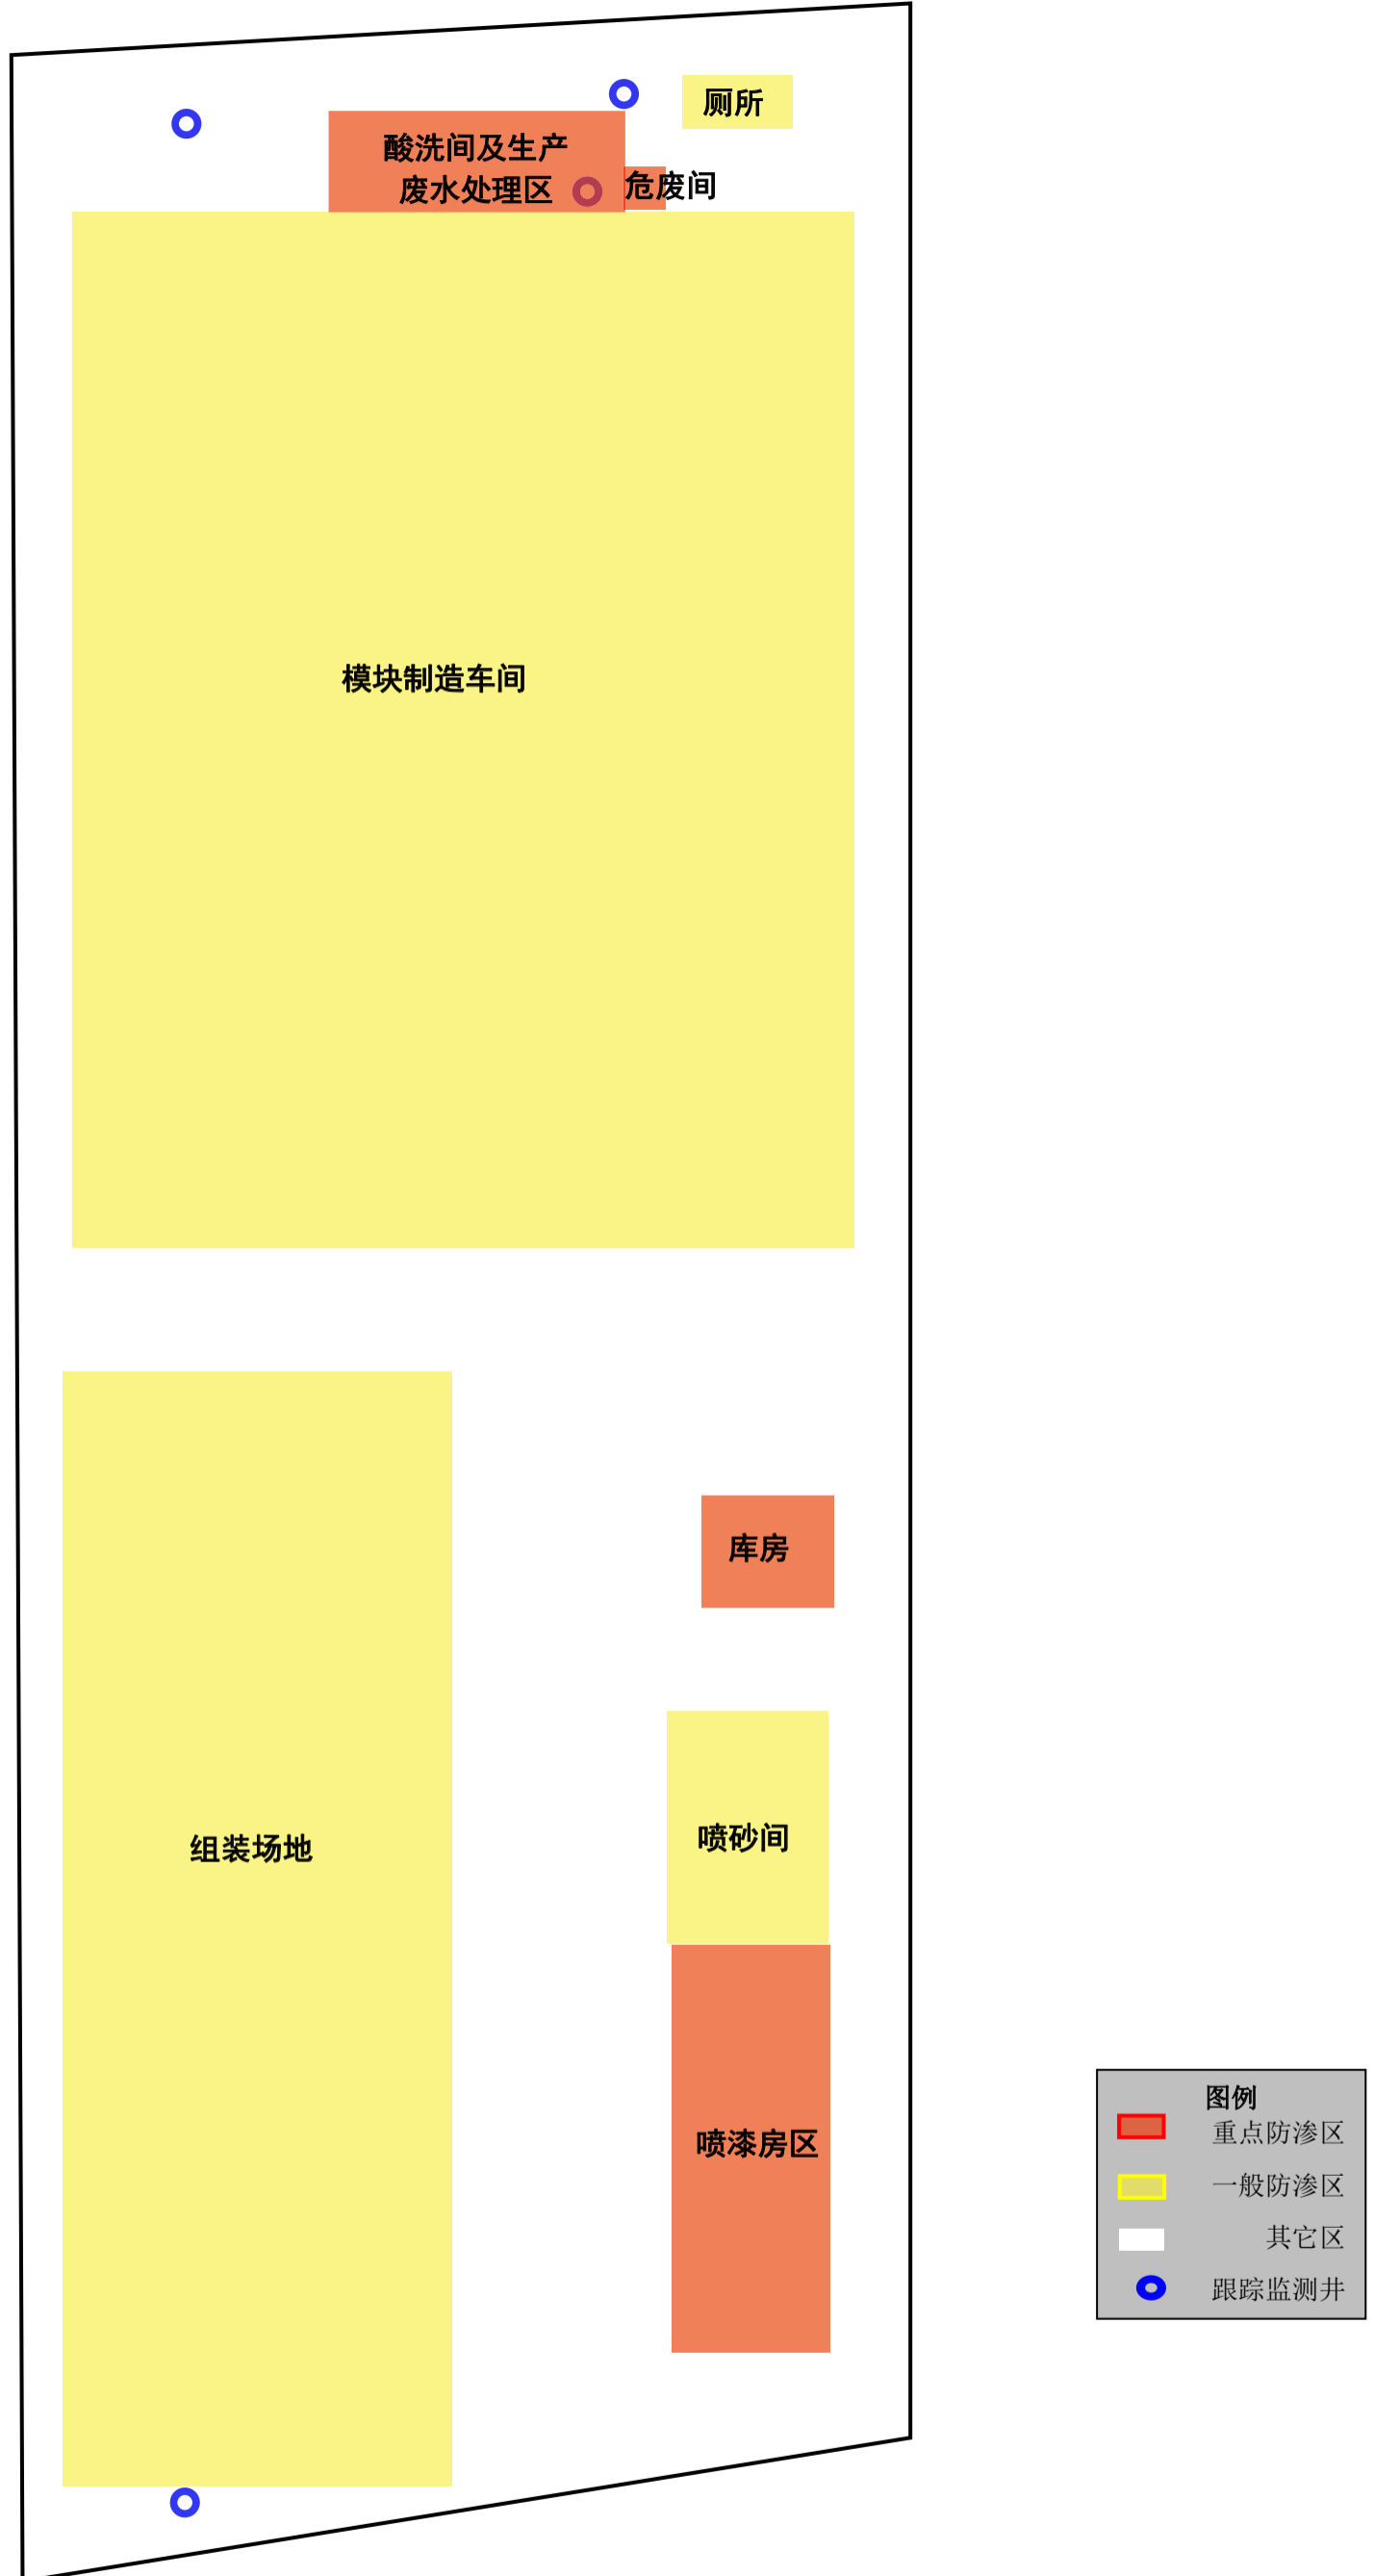 厕所
酸洗间及生产
废水处理区
危废间
模块制造车间
库房
喷砂间
组装场地
喷漆房区
图例
重点防渗区
一般防渗区
其它区
跟踪监测井